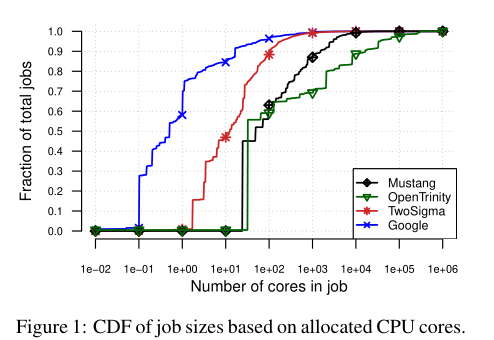 Fraction of total jobs
1.0
0.9
0.8
0.7
0.6
0.5
0.4
0.3
0.2
0.1
0.0
Mustang
OpenTrinity
TwoSigma
Google
1e−02 1e−01 1e+00 1e+01 1e+02 1e+03 1e+04 1e+05 1e+06
Number of cores in job
Figure 1: CDF of job sizes based on allocated CPU cores.